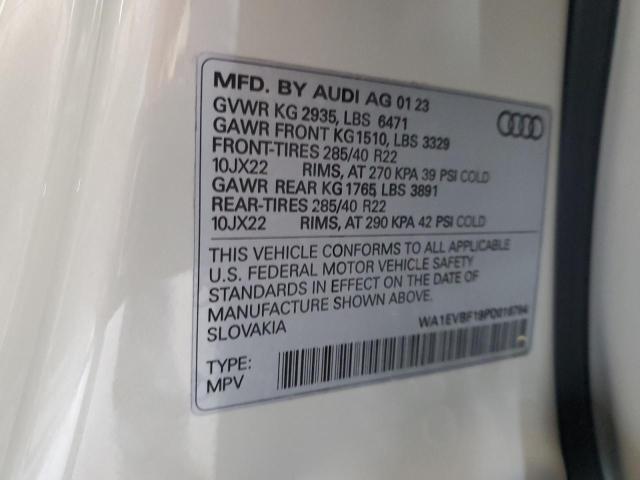 MFD. BY AUDI AG 01 23
GVWR KG 2935, LBS 6471
GAWR FRONT KG 1510, LBS 3329
FRONT-TIRES 285/40 R22
10JX22 RIMS, AT 270 KPA 39 PSI COLD
GAWR REAR KG 1765, LBS 3891
REAR-TIRES 285/40 R22
10JX22 RIMS, AT 290 KPA 42 PSI COLD
THIS VEHICLE CONFORMS TO ALL APPLICABLE
U.S. FEDERAL MOTOR VEHICLE SAFETY
STANDARDS IN EFFECT ON THE DATE OF
MANUFACTURE SHOWN ABOVE.
SLOVAKIA
TYPE:
MPV